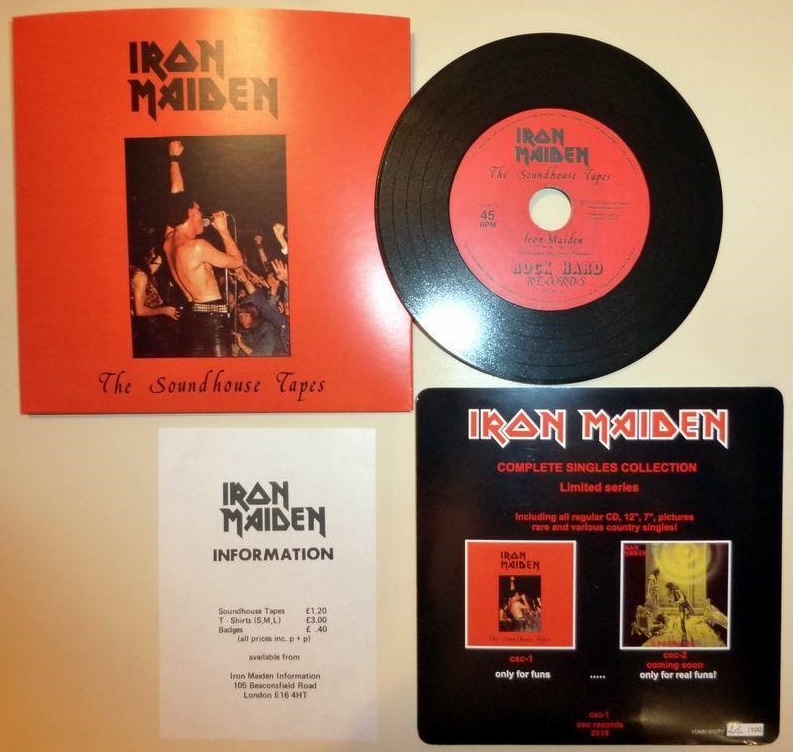 IRON
MAIDEN
The Soundhouse Tapes
IRON
MAIDEN
The Soundhouse Tapes
45
RPM
Iron Maiden
ROCK HARD
RECORDS
IRON
MAIDEN
INFORMATION
Soundhouse Tapes £1.20
T - Shirts (S,M,L) £3.00
Badges £ .40
(all prices inc. p + p)
available from
Iron Maiden Information
105 Beaconsfield Road
London E16 4HT
IRON MAIDEN
COMPLETE SINGLES COLLECTION
Limited series
Including all regular CD, 12", 7", pictures
rare and various country singles!
IRON
MAIDEN
The Soundhouse Tapes
IRON
MAIDEN
csc-1
only for funs
.....
csc-2
coming soon
only for real funs!
csc-1
csc records
2018
/100